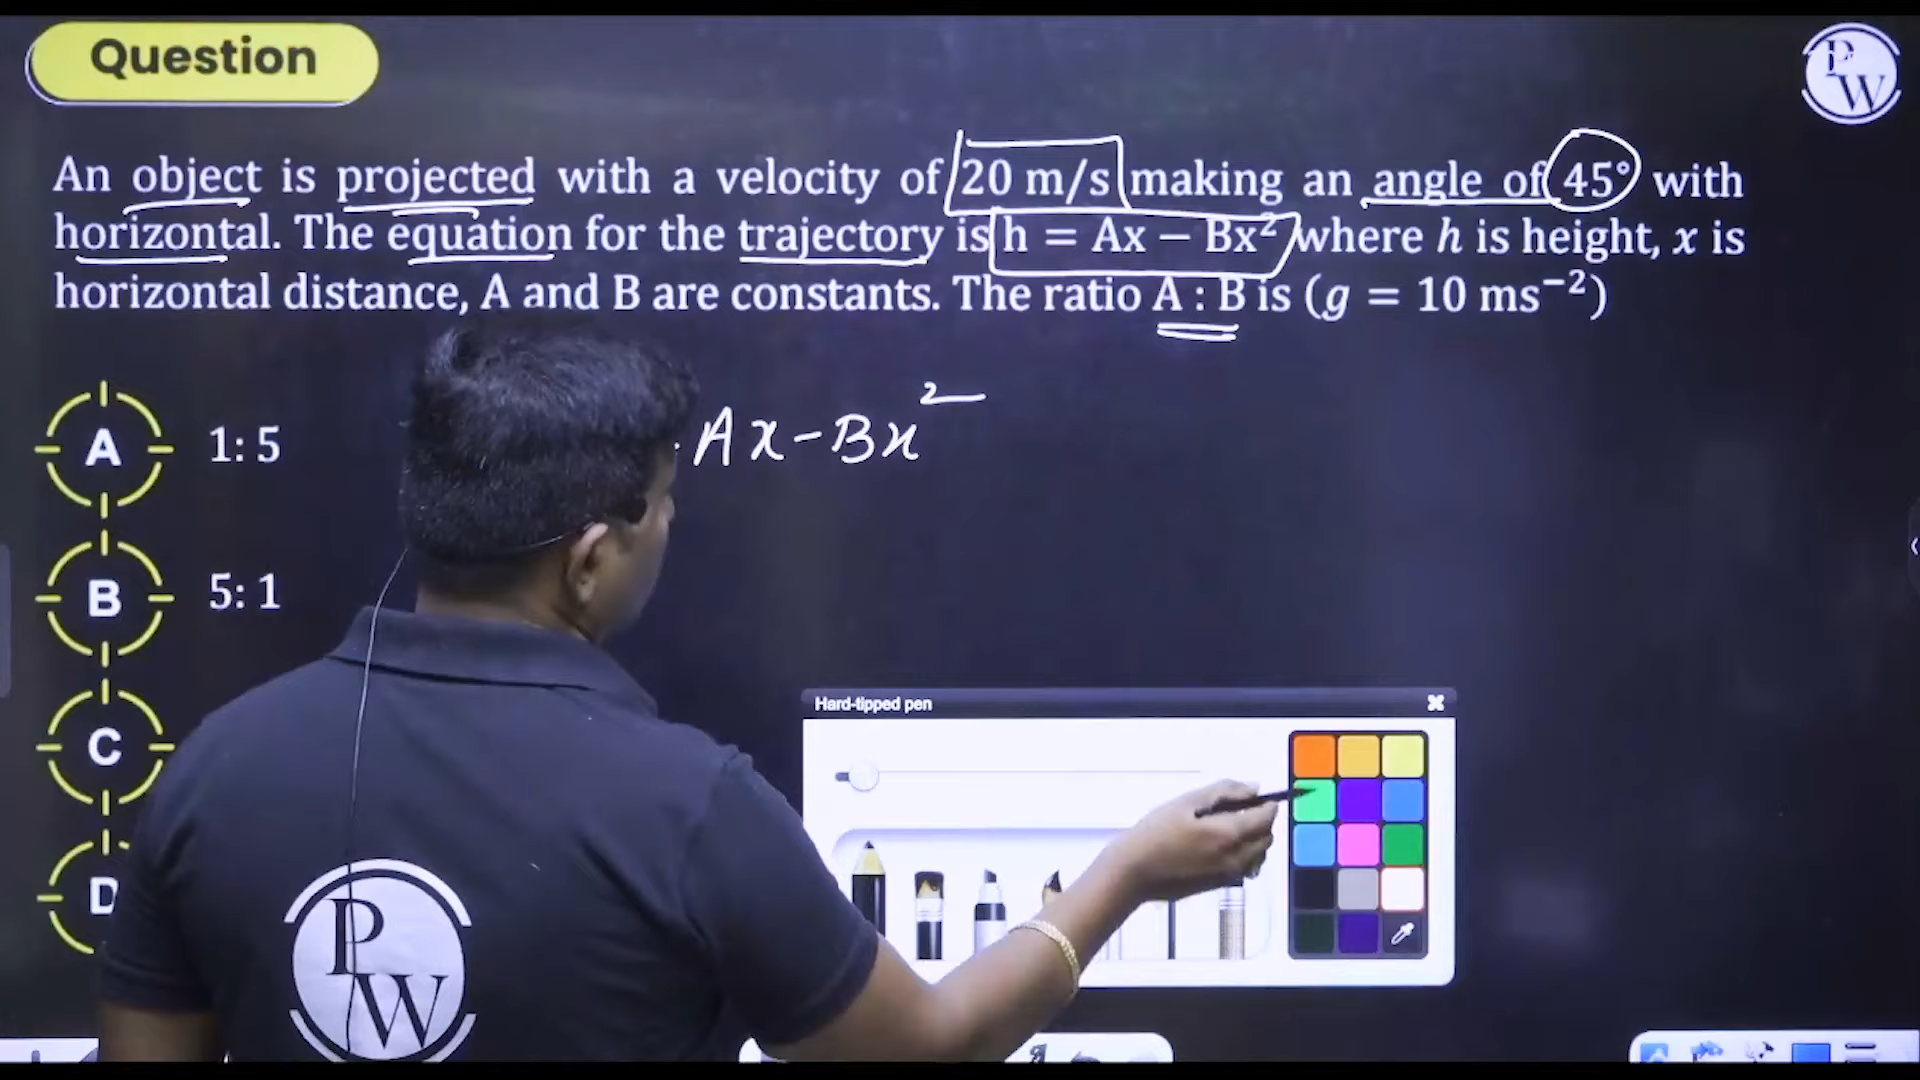 Question
PW
An object is projected with a velocity of 20 m/s making an angle of 45° with
horizontal. The equation for the trajectory is h = Ax − Bx² where h is height, x is
horizontal distance, A and B are constants. The ratio A : B is (g = 10 ms⁻²)
Ax-Bx²
A 1: 5
B 5: 1
C
D
Hard-tipped pen
PW